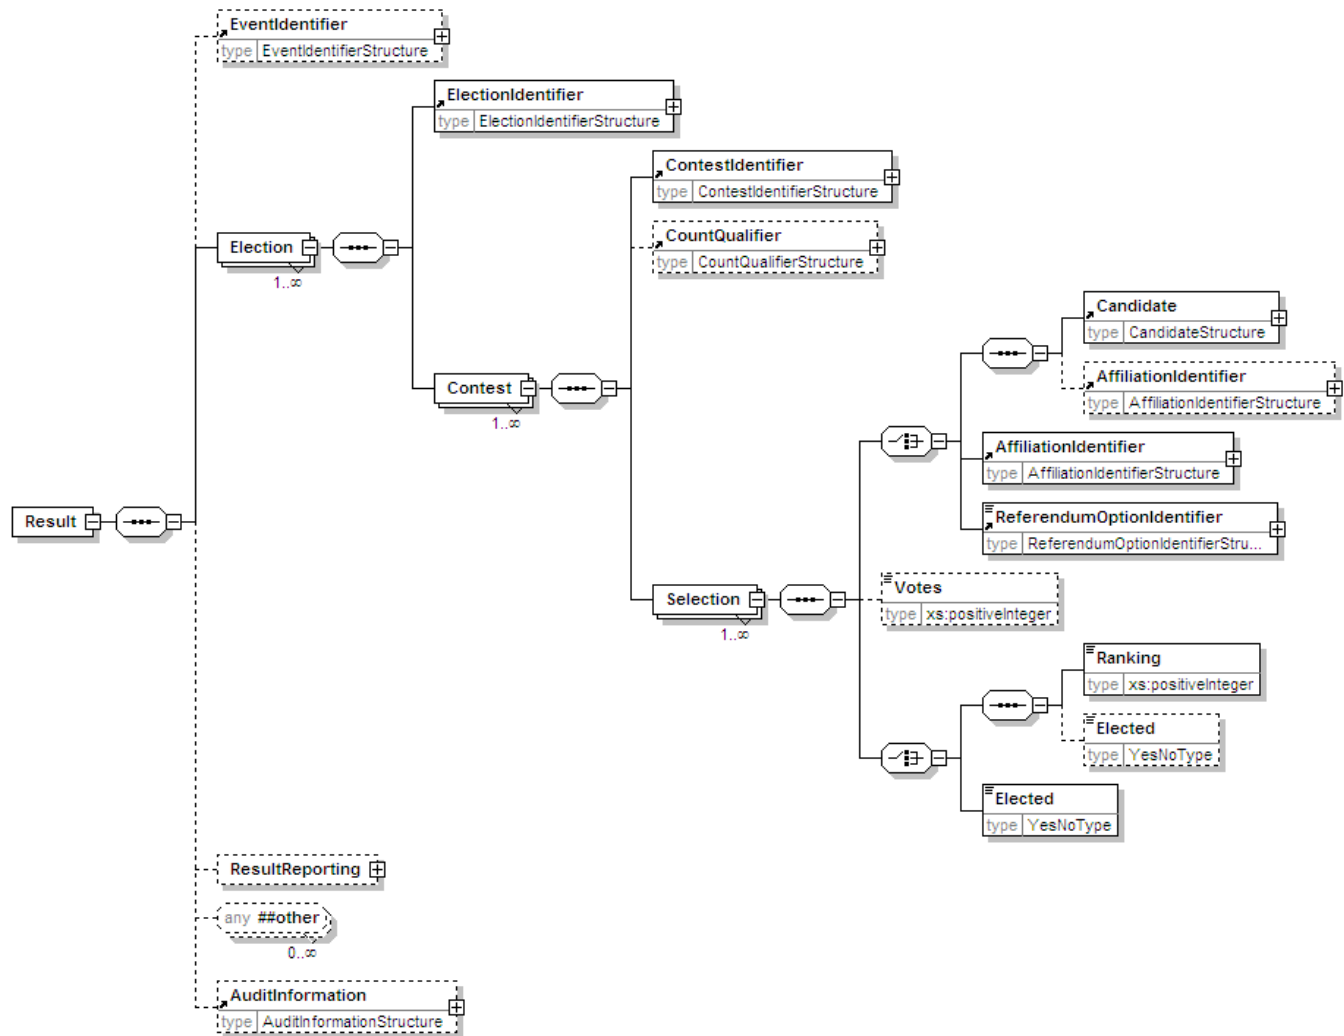 EventIdentifier
type EventIdentifierStructure
ElectionIdentifier
type ElectionIdentifierStructure
ContestIdentifier
type ContestIdentifierStructure
CountQualifier
type CountQualifierStructure
Election
1..∞
Candidate
type CandidateStructure
AffiliationIdentifier
type AffiliationIdentifierStructure
Contest
1..∞
AffiliationIdentifier
type AffiliationIdentifierStructure
Result
ReferendumOptionIdentifier
type ReferendumOptionIdentifierStru...
Selection
1..∞
Votes
type xs:positiveInteger
Ranking
type xs:positiveInteger
Elected
type YesNoType
Elected
type YesNoType
ResultReporting
any ##other
0..∞
AuditInformation
type AuditInformationStructure